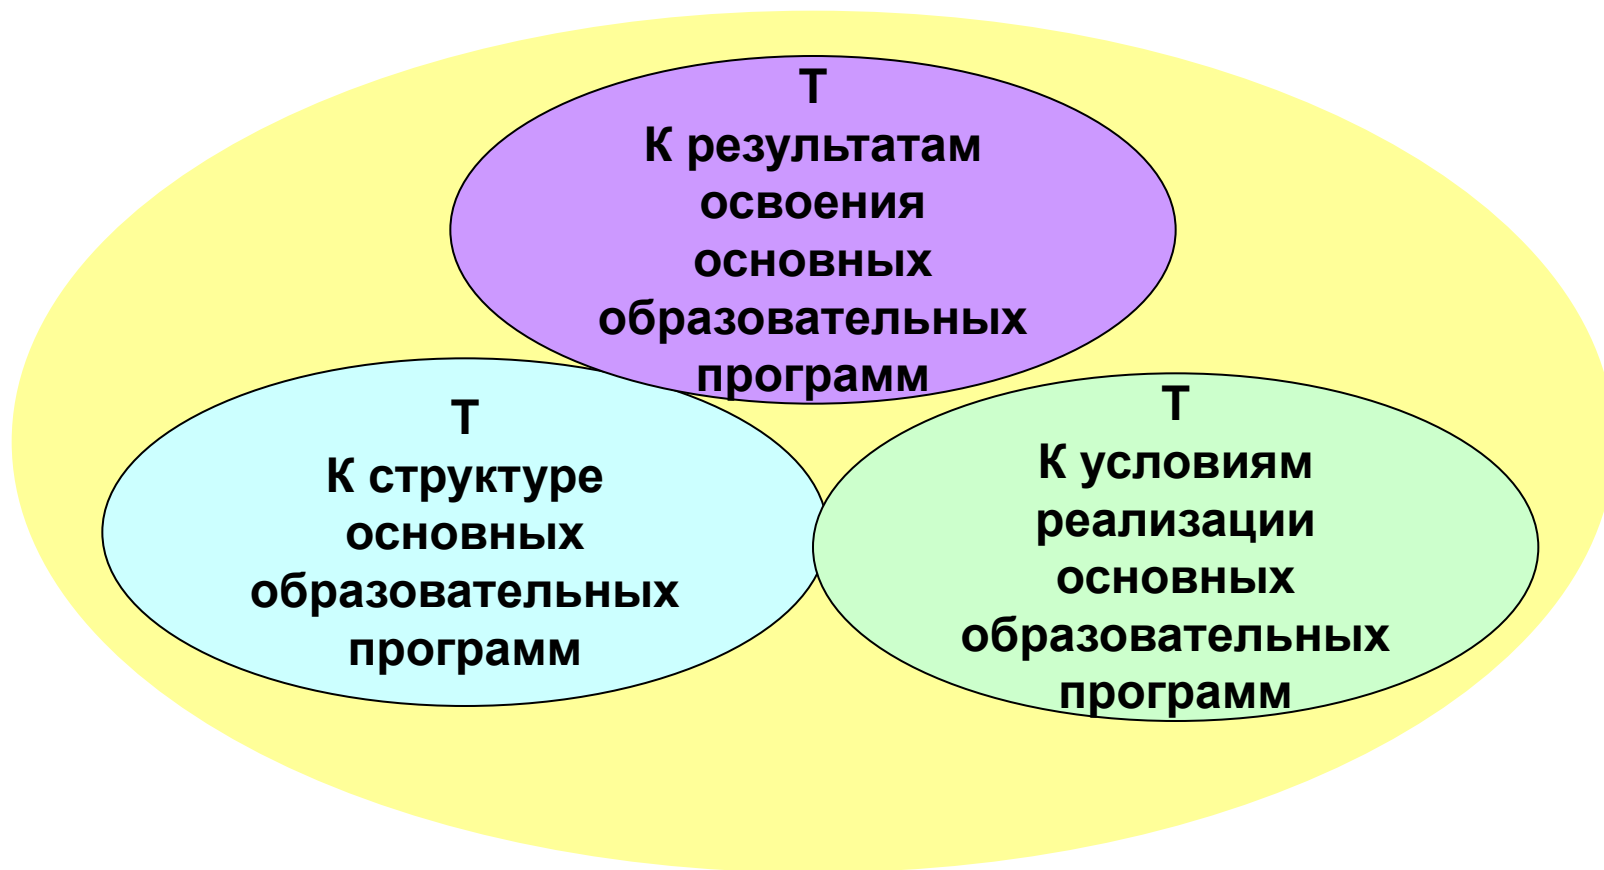 Т
К результатам
освоения
основных
образовательных
программ
Т
К структуре
основных
образовательных
программ
Т
К условиям
реализации
основных
образовательных
программ